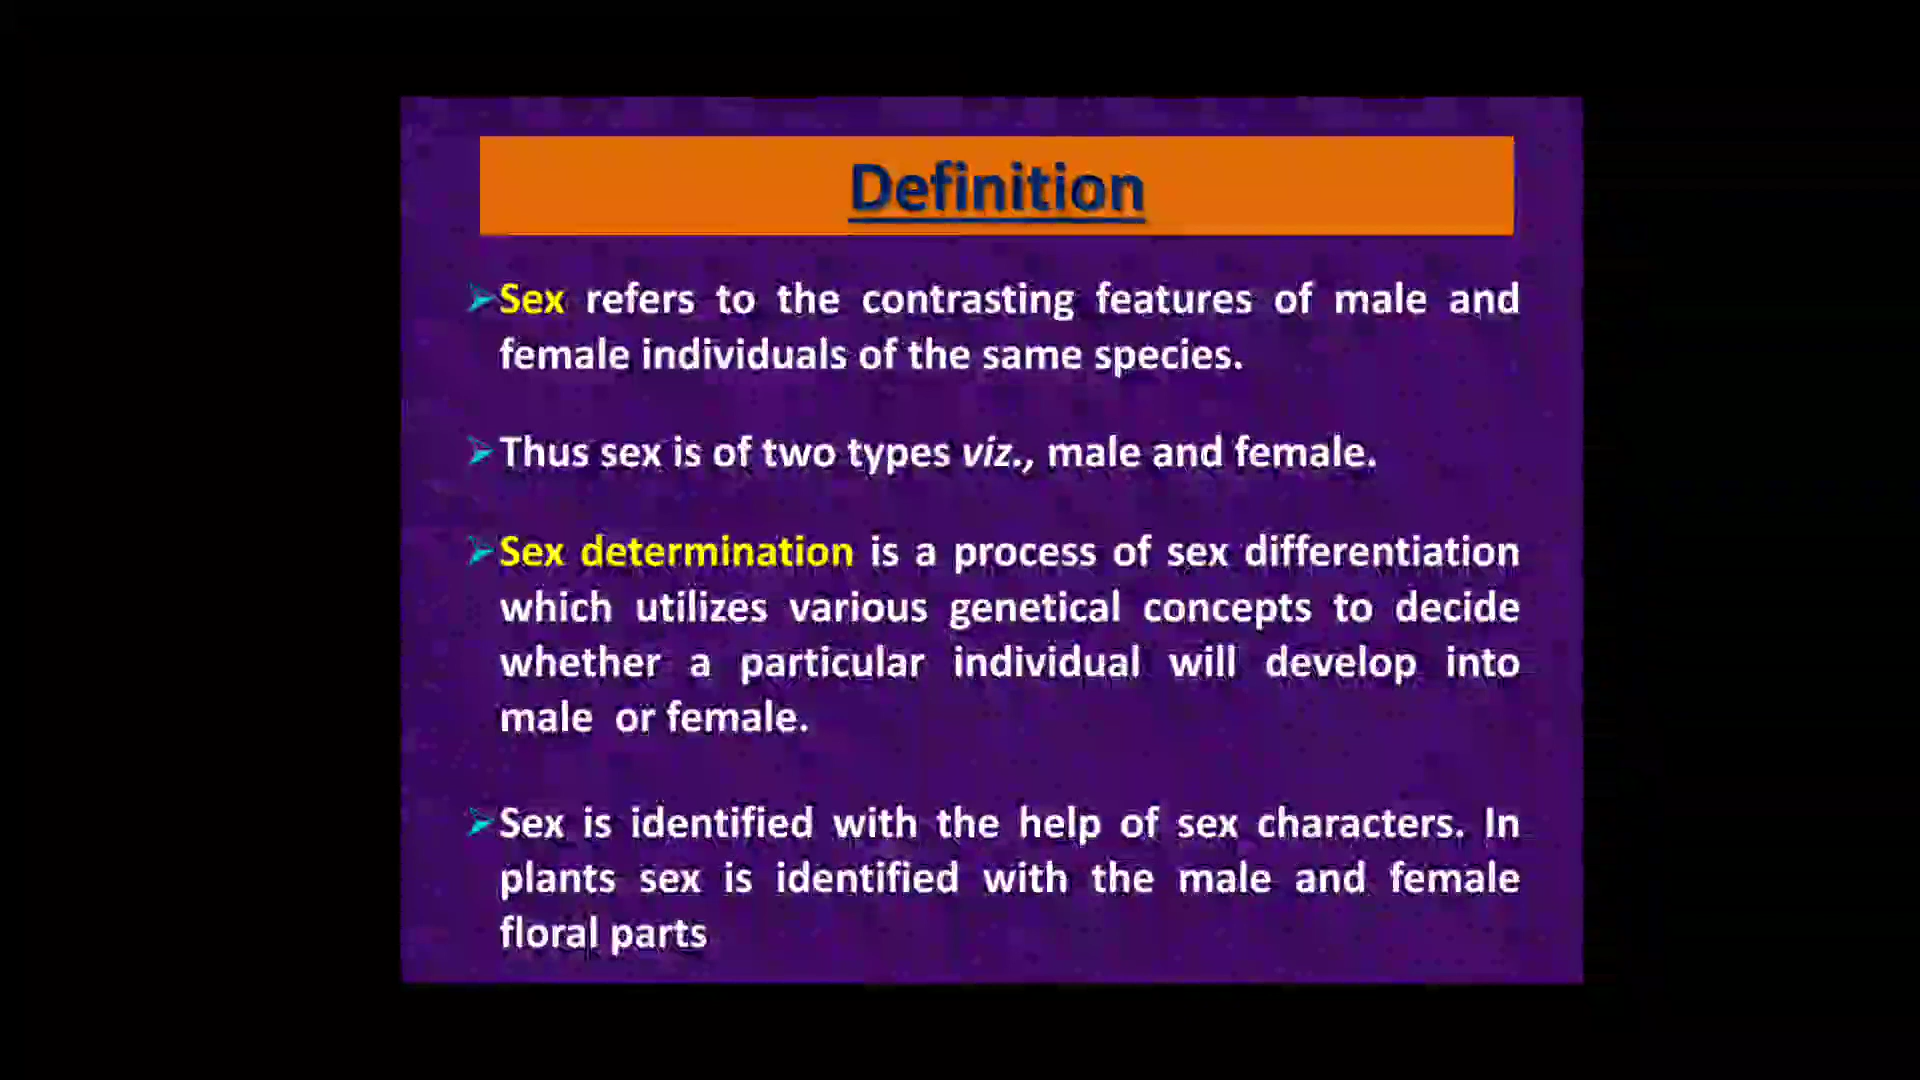 Definition
Sex refers to the contrasting features of male and
female individuals of the same species.
Thus sex is of two types viz., male and female.
Sex determination is a process of sex differentiation
which utilizes various genetical concepts to decide
whether a particular individual will develop into
male or female.
Sex is identified with the help of sex characters. In
plants sex is identified with the male and female
floral parts